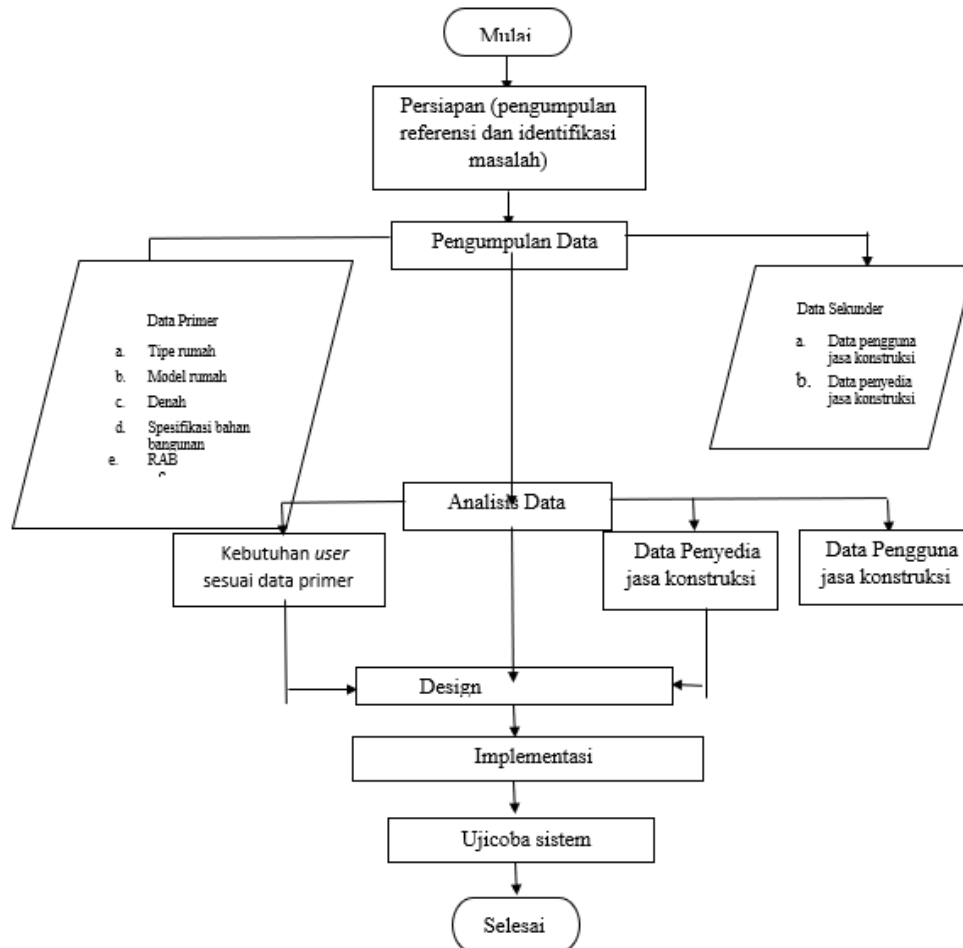 Mulai
Persiapan (pengumpulan
referensi dan identifikasi
masalah)
Pengumpulan Data
Data Primer
a. Tipe rumah
b. Model rumah
c. Denah
d. Spesifikasi bahan
bangunan
e. RAB
Data Sekunder
a. Data pengguna
jasa konstruksi
b. Data penyedia
jasa konstruksi
Analisis Data
Kebutuhan user
sesuai data primer
Data Penyedia
jasa konstruksi
Data Pengguna
jasa konstruksi
Design
Implementasi
Ujicoba sistem
Selesai